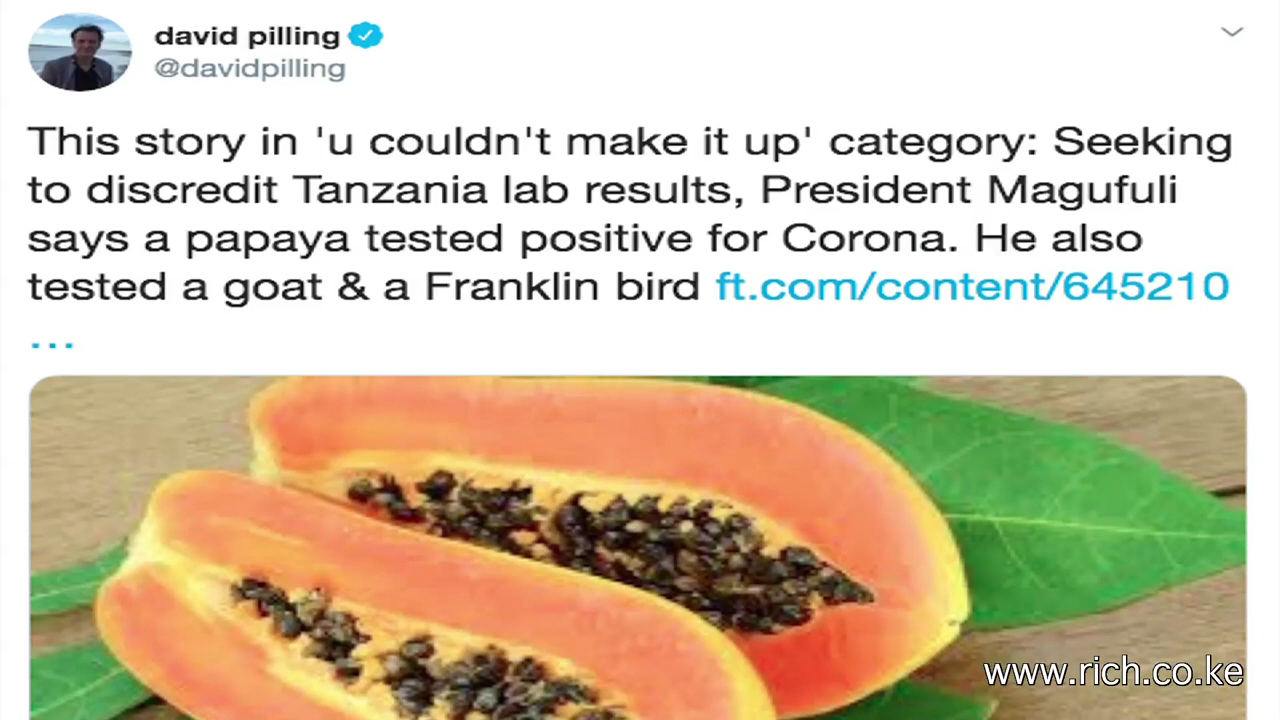 david pilling
@davidpilling
This story in 'u couldn't make it up' category: Seeking
to discredit Tanzania lab results, President Magufuli
says a papaya tested positive for Corona. He also
tested a goat & a Franklin bird ft.com/content/645210
...
www.rich.co.ke